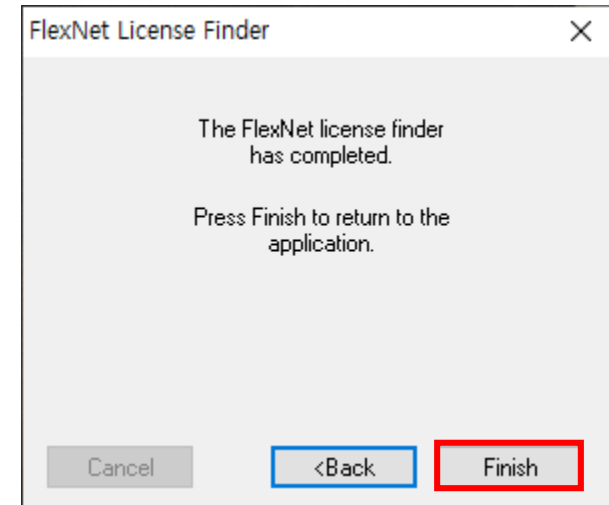 FlexNet License Finder
The FlexNet license finder
has completed.
Press Finish to return to the
application.
Cancel
<Back
Finish